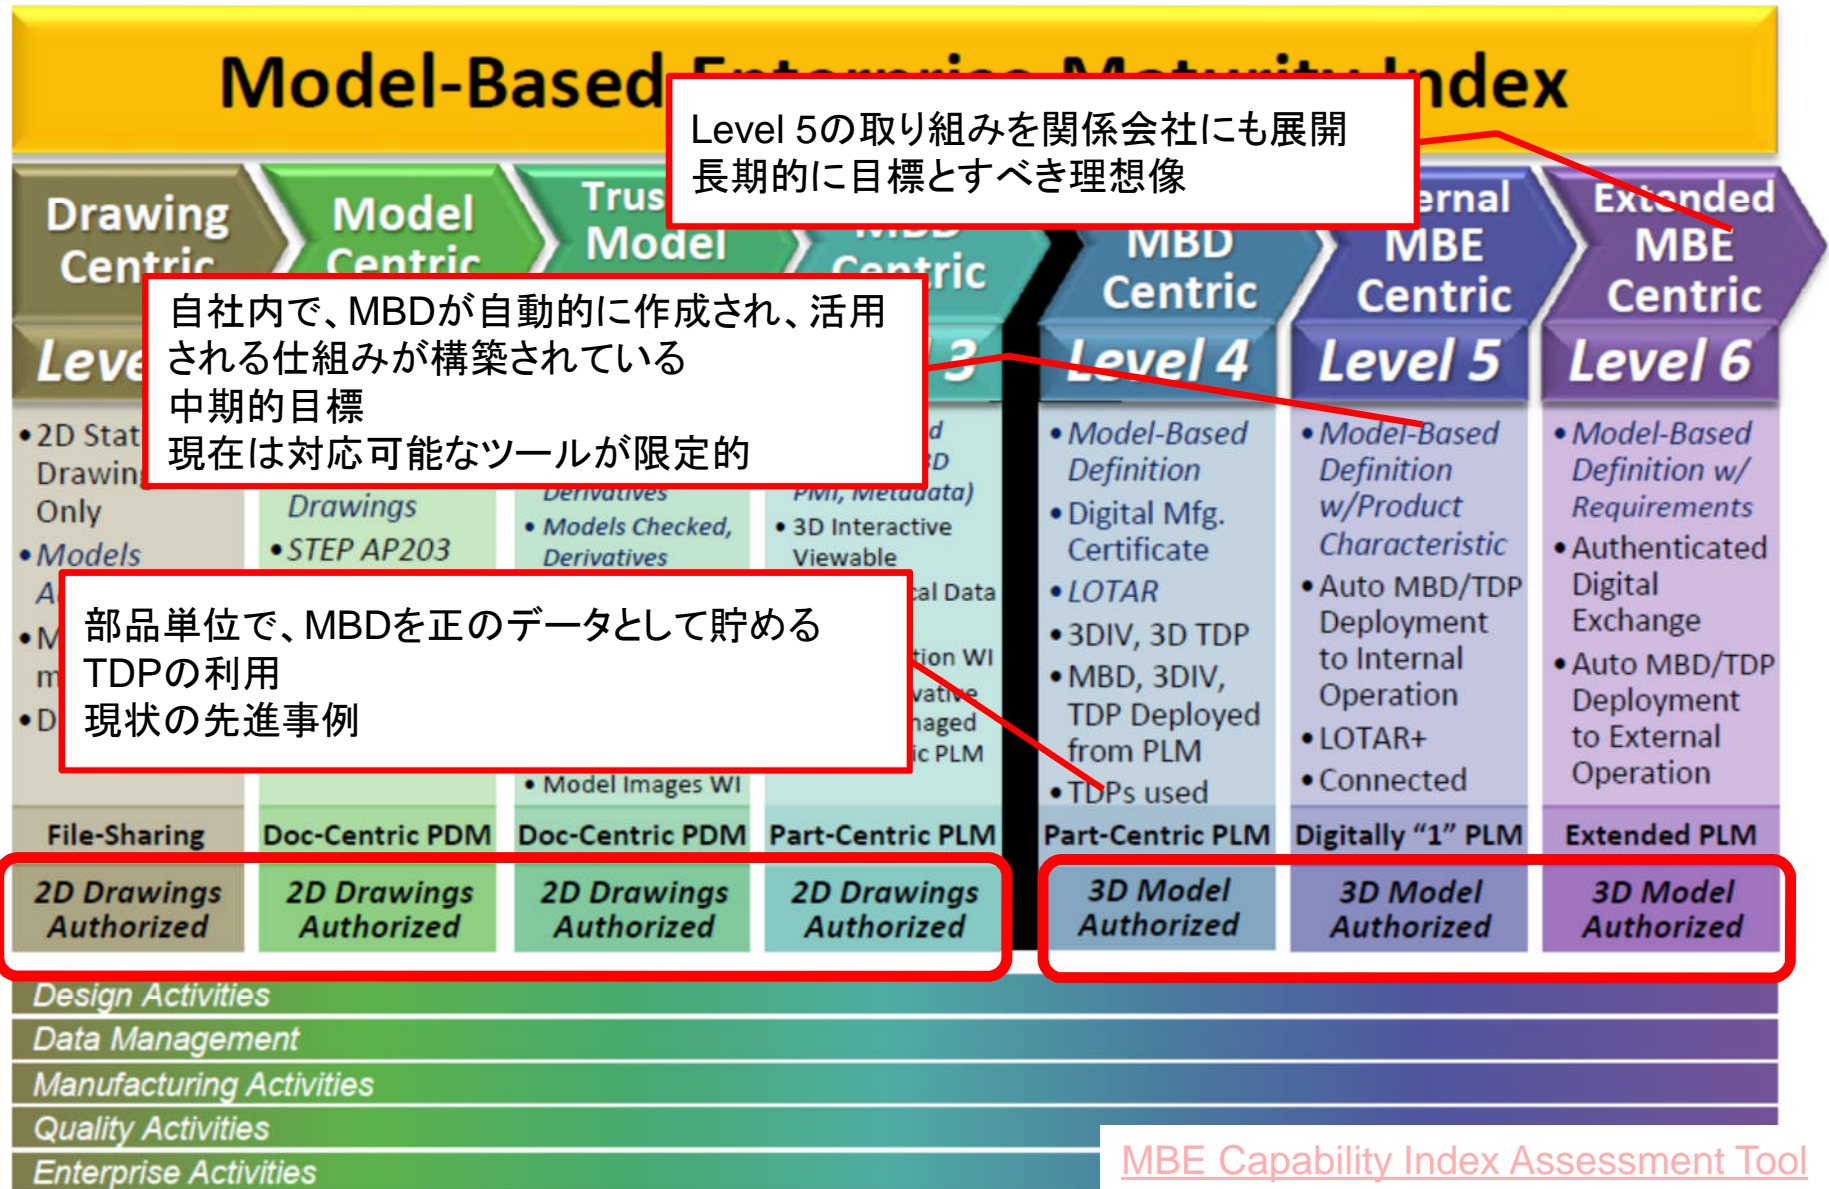 Model-Based Maturity Index
Level 5の取り組みを関係会社にも展開
長期的に目標とすべき理想像
Drawing
Centric
Model
Centric
Model
MBD
Centric
MBD
Centric
MBE
Centric
Level 5
Extended
MBE
Centric
Level 6
自社内で、MBDが自動的に作成され、活用
される仕組みが構築されている
中期的目標
現在は対応可能なツールが限定的
3
Level 4
•2D
Only
•Models
Drawings
•STEP AP203
Derivatives
• Models Checked,
Derivatives
• Model Images WI
PMI, Metadata)
• 3D Interactive
Viewable
Data
WI
PLM
部品単位で、MBDを正のデータとして貯める
TDPの利用
現状の先進事例
•Model-Based
Definition
•Digital Mfg.
Certificate
•LOTAR
•3DIV, 3D TDP
•MBD, 3DIV,
TDP Deployed
from PLM
•TDPs used
•Model-Based
Definition
w/Product
Characteristic
•Auto MBD/TDP
Deployment
to Internal
Operation
•LOTAR+
•Connected
•Model-Based
Definition w/
Requirements
•Authenticated
Digital
Exchange
•Auto MBD/TDP
Deployment
to External
Operation
File-Sharing
Doc-Centric PDM
Doc-Centric PDM
Part-Centric PLM
Part-Centric PLM
Digitally “1” PLM
Extended PLM
2D Drawings
Authorized
2D Drawings
Authorized
2D Drawings
Authorized
2D Drawings
Authorized
3D Model
Authorized
3D Model
Authorized
3D Model
Authorized
Design Activities
Data Management
Manufacturing Activities
Quality Activities
Enterprise Activities
MBE Capability Index Assessment Tool